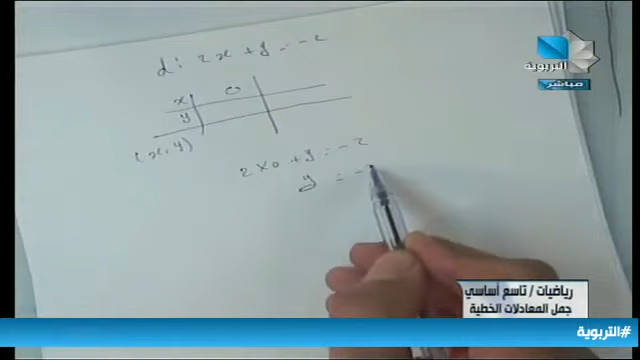 d: 2x + y = -2
x 0
y
(x, y)
2×0 + y = -2
y = -
التربوية
مباشر
رياضيات / تاسع أساسي
جمل المعادلات الخطية
#التربوية